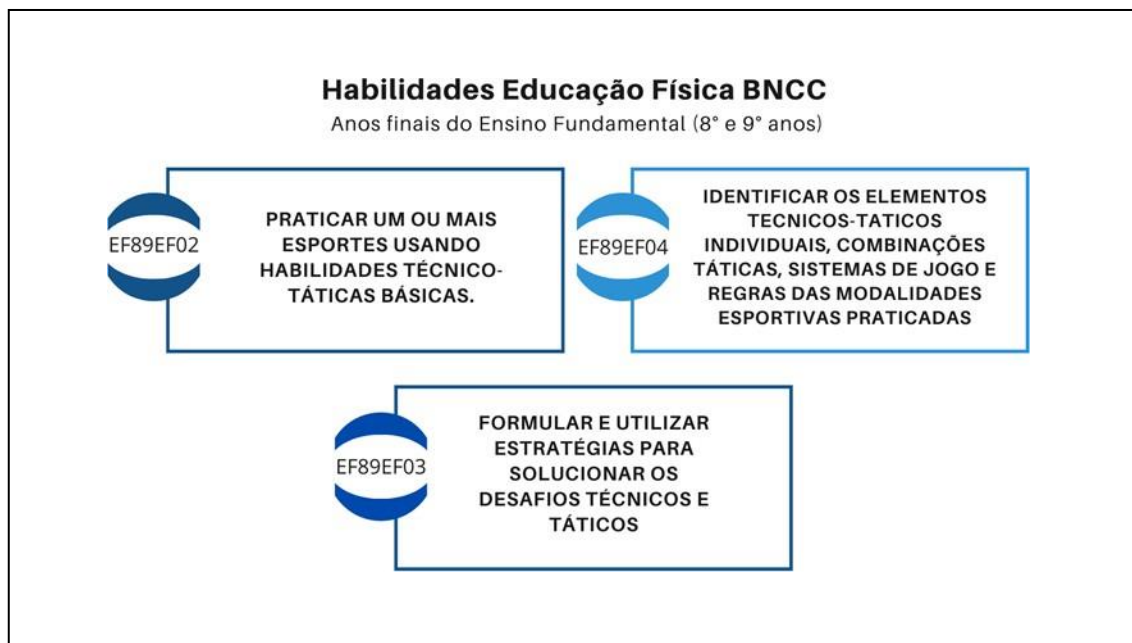 Habilidades Educação Física BNCC
Anos finais do Ensino Fundamental (8° e 9° anos)
EF89EF02
PRATICAR UM OU MAIS
ESPORTES USANDO
HABILIDADES TÉCNICO-
TÁTICAS BÁSICAS.
EF89EF04
IDENTIFICAR OS ELEMENTOS
TECNICOS-TATICOS
INDIVIDUAIS, COMBINAÇÕES
TÁTICAS, SISTEMAS DE JOGO E
REGRAS DAS MODALIDADES
ESPORTIVAS PRATICADAS
EF89EF03
FORMULAR E UTILIZAR
ESTRATÉGIAS PARA
SOLUCIONAR OS
DESAFIOS TÉCNICOS E
TÁTICOS